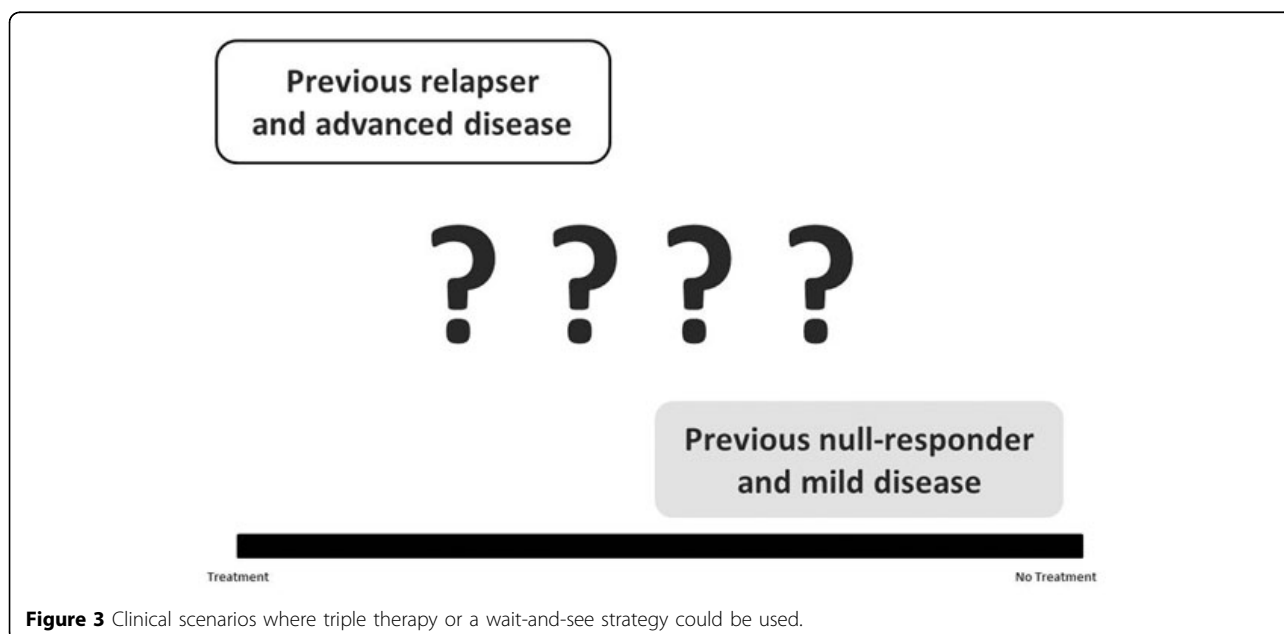 Previous relapser
and advanced disease
? ? ? ?
Previous null-responder
and mild disease
Treatment
No Treatment
Figure 3 Clinical scenarios where triple therapy or a wait-and-see strategy could be used.